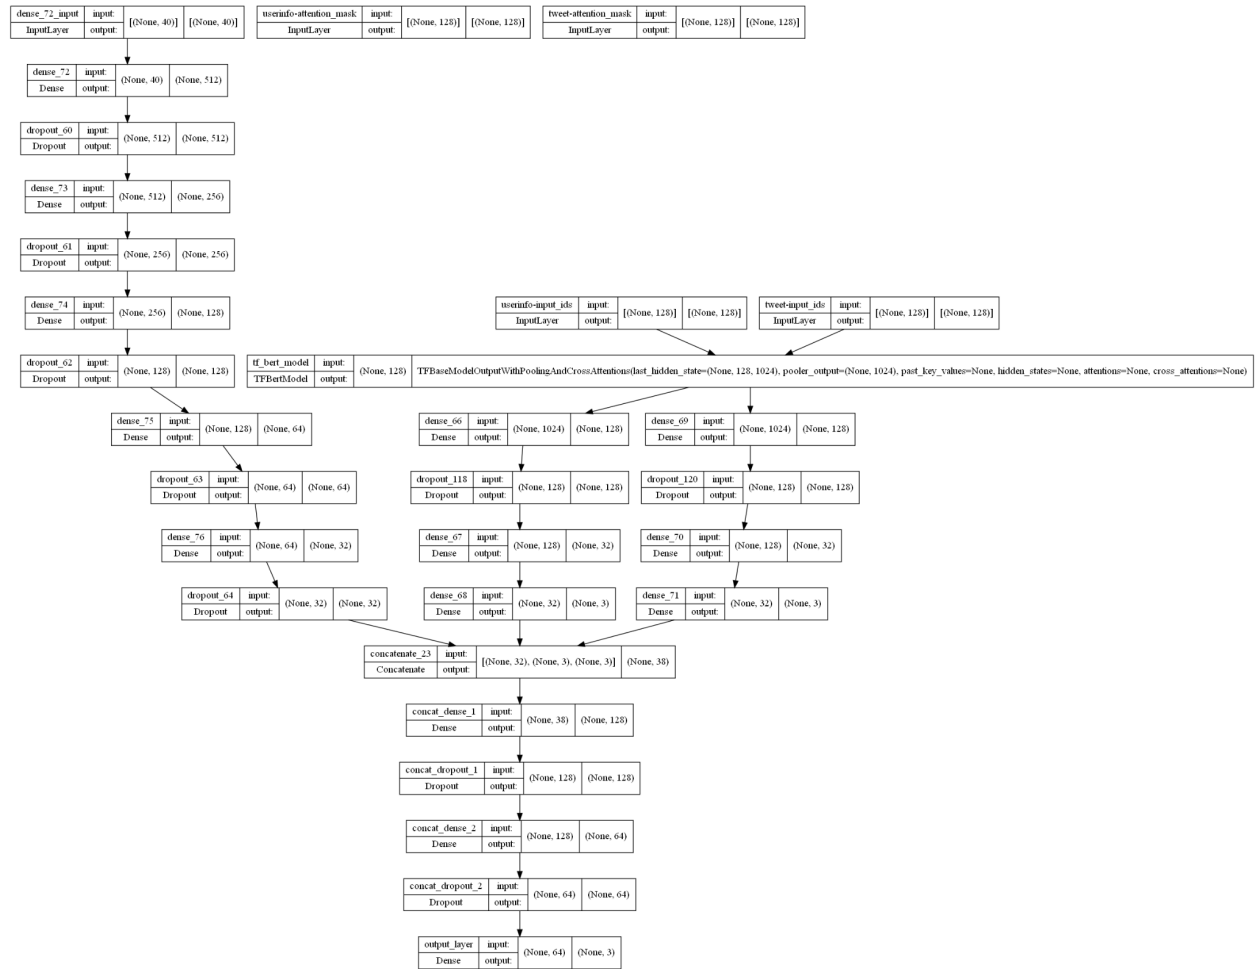 dense_72_input input: [(None, 40)] [(None, 40)]
InputLayer output:
userinfo-attention_mask input: [(None, 128)] [(None, 128)]
InputLayer output:
tweet-attention_mask input: [(None, 128)] [(None, 128)]
InputLayer output:
dense_72 input: (None, 40) (None, 512)
Dense output:
dropout_60 input: (None, 512) (None, 512)
Dropout output:
dense_73 input: (None, 512) (None, 256)
Dense output:
dropout_61 input: (None, 256) (None, 256)
Dropout output:
dense_74 input: (None, 256) (None, 128)
Dense output:
userinfo-input_ids input: [(None, 128)] [(None, 128)]
InputLayer output:
tweet-input_ids input: [(None, 128)] [(None, 128)]
InputLayer output:
dropout_62 input: (None, 128) (None, 128)
Dropout output:
tf_bert_model input: (None, 128) TFBaseModelOutputWithPoolingAndCrossAttentions(last_hidden_state=(None, 128, 1024), pooler_output=(None, 1024), past_key_values=None, hidden_states=None, attentions=None, cross_attentions=None)
TFBertModel output:
dense_75 input: (None, 128) (None, 64)
Dense output:
dense_66 input: (None, 1024) (None, 128)
Dense output:
dense_69 input: (None, 1024) (None, 128)
Dense output:
dropout_63 input: (None, 64) (None, 64)
Dropout output:
dropout_118 input: (None, 128) (None, 128)
Dropout output:
dropout_120 input: (None, 128) (None, 128)
Dropout output:
dense_76 input: (None, 64) (None, 32)
Dense output:
dense_67 input: (None, 128) (None, 32)
Dense output:
dense_70 input: (None, 128) (None, 32)
Dense output:
dropout_64 input: (None, 32) (None, 32)
Dropout output:
dense_68 input: (None, 32) (None, 3)
Dense output:
dense_71 input: (None, 32) (None, 3)
Dense output:
concatenate_23 input: [(None, 32), (None, 3), (None, 3)] (None, 38)
Concatenate output:
concat_dense_1 input: (None, 38) (None, 128)
Dense output:
concat_dropout_1 input: (None, 128) (None, 128)
Dropout output:
concat_dense_2 input: (None, 128) (None, 64)
Dense output:
concat_dropout_2 input: (None, 64) (None, 64)
Dropout output:
output_layer input: (None, 64) (None, 3)
Dense output: